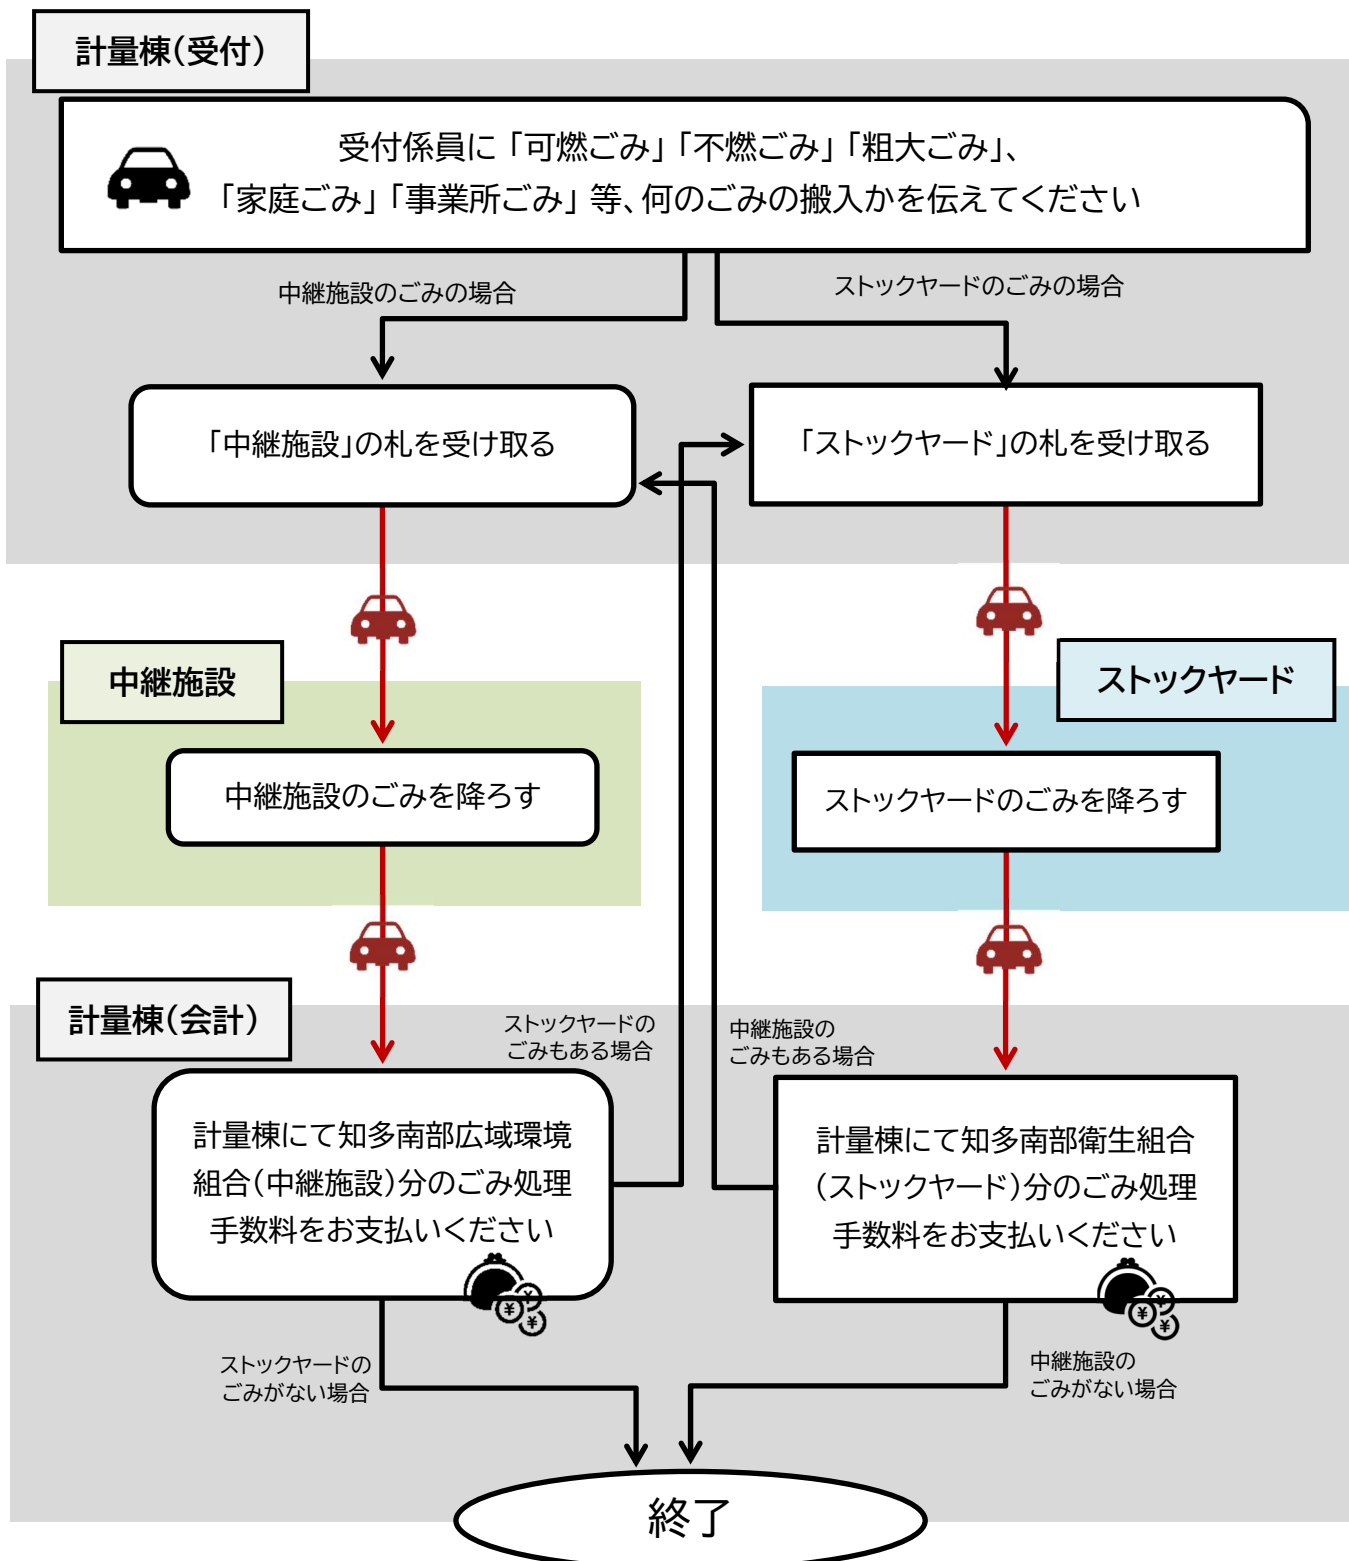 計量棟（受付）
受付係員に「可燃ごみ」「不燃ごみ」「粗大ごみ」、
「家庭ごみ」「事業所ごみ」等、何のごみの搬入かを伝えてください
中継施設のごみの場合
ストックヤードのごみの場合
「中継施設」の札を受け取る
「ストックヤード」の札を受け取る
中継施設
ストックヤード
中継施設のごみを降ろす
ストックヤードのごみを降ろす
計量棟（会計）
ストックヤードの
ごみもある場合
中継施設の
ごみもある場合
計量棟にて知多南部広域環境
組合（中継施設）分のごみ処理
手数料をお支払いください
計量棟にて知多南部衛生組合
（ストックヤード）分のごみ処理
手数料をお支払いください
¥
¥
¥
¥
¥
¥
ストックヤードの
ごみがない場合
中継施設の
ごみがない場合
終了